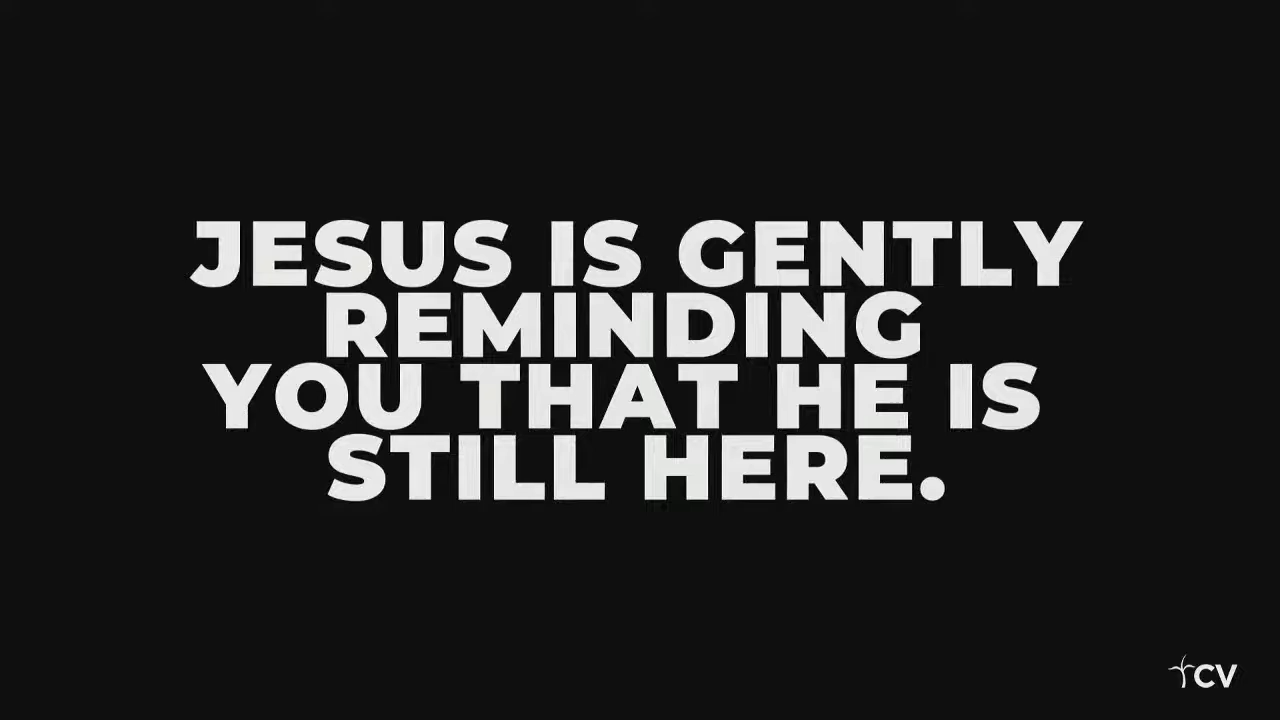 JESUS IS GENTLY
REMINDING
YOU THAT HE IS
STILL HERE.
CV